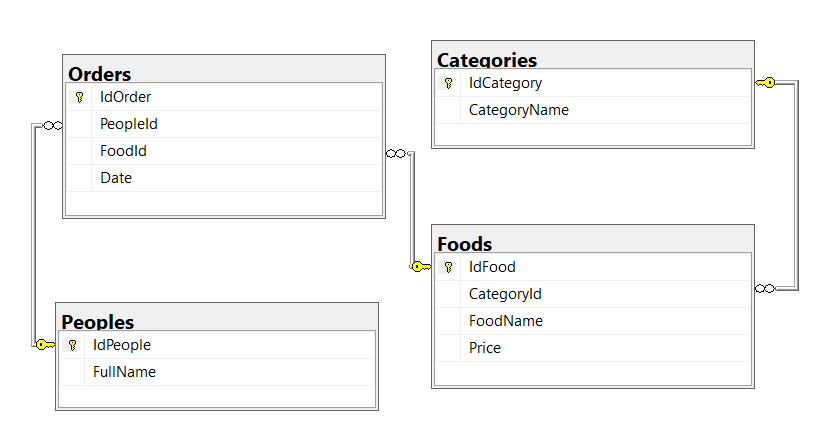 Orders
IdOrder
PeopleId
FoodId
Date
Categories
IdCategory
CategoryName
Foods
IdFood
CategoryId
FoodName
Price
Peoples
IdPeople
FullName